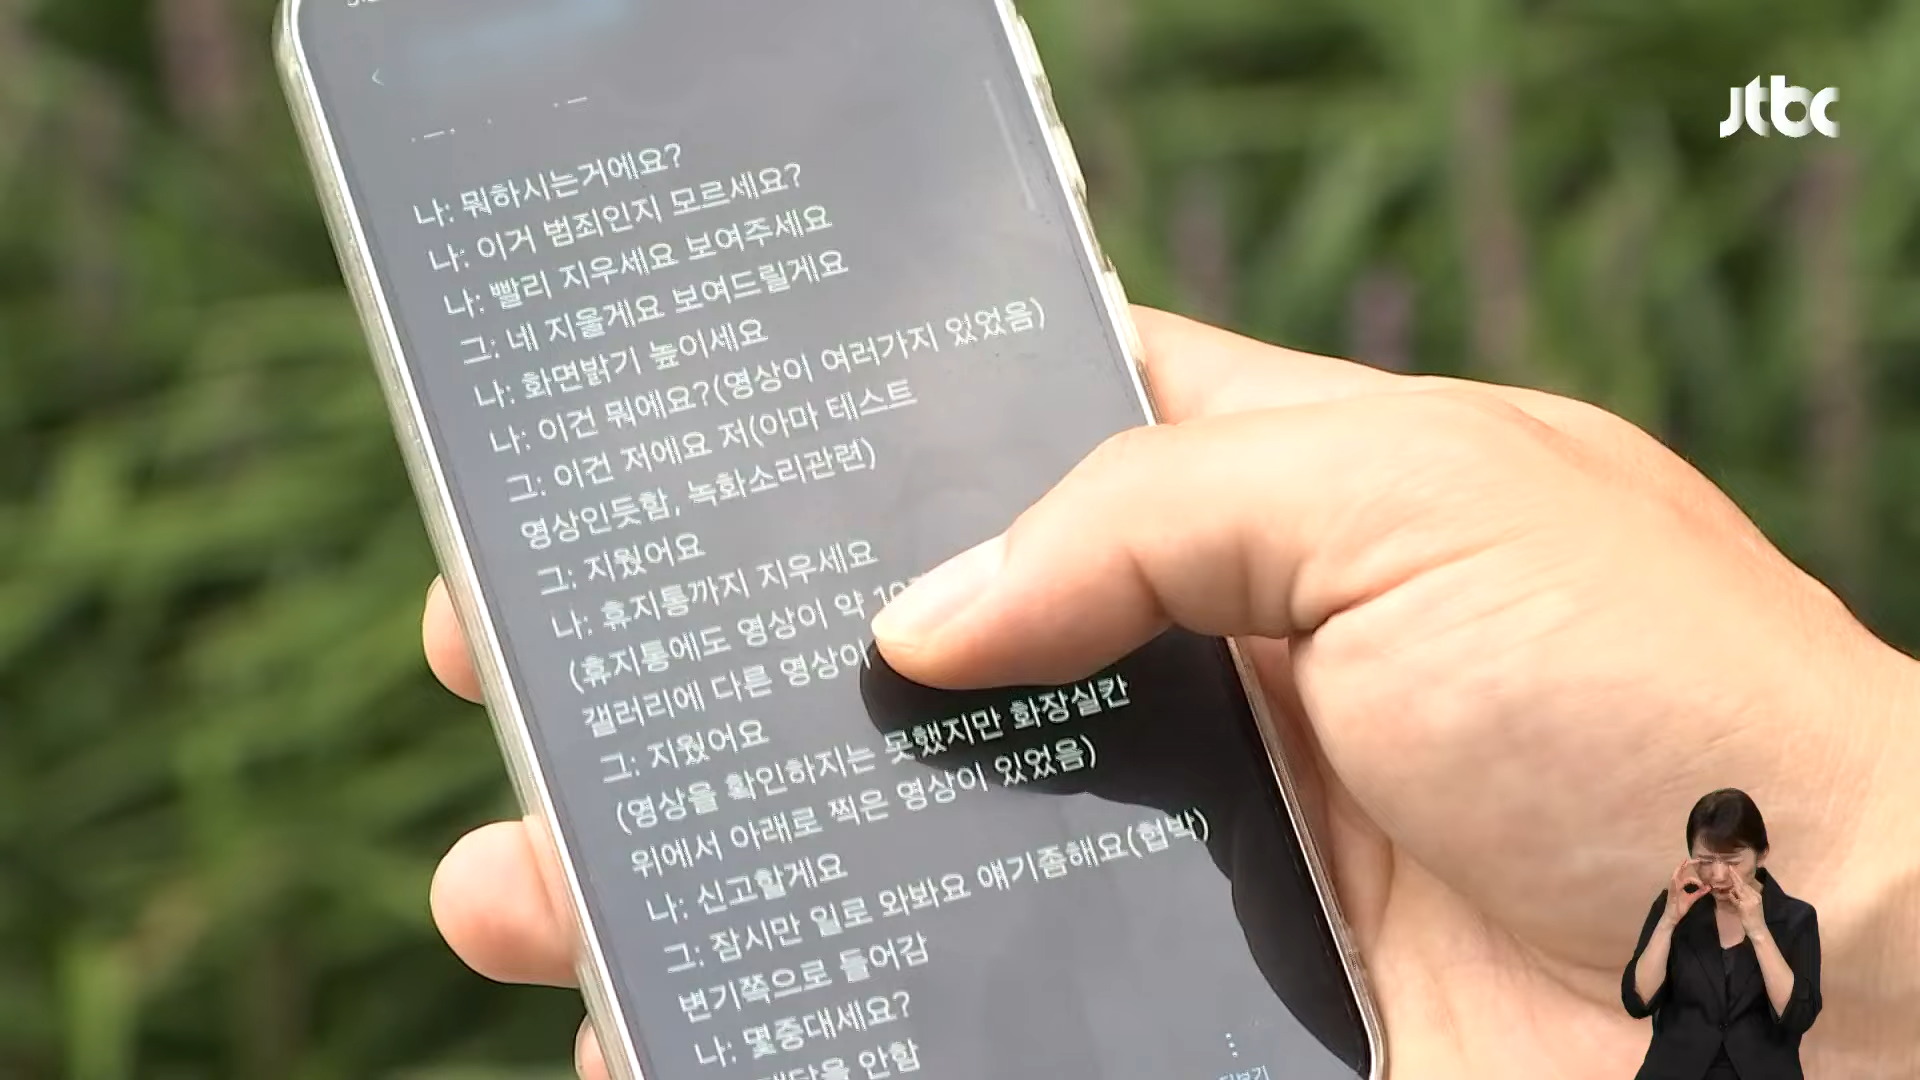 jtbc
나: 뭐하시는거에요?
나: 이거 범죄인지 모르세요?
나: 빨리 지우세요 보여주세요
그: 네 지울게요 보여드릴게요
나: 화면밝기 높이세요
나: 이건 뭐에요?(영상이 여러가지 있었음)
그: 이건 저에요 저(아마 테스트
영상인듯함, 녹화소리관련)
그: 지웠어요
나: 휴지통까지 지우세요
(휴지통에도 영상이 약
갤러리에 다른 영상이
그: 지웠어요
(영상을 확인하지는 못했지만 화장실칸
위에서 아래로 찍은 영상이 있었음)
나: 신고할게요
그: 잠시만 일로 와봐요 얘기좀해요(협박)
변기쪽으로 들어감
나: 몇중대세요?
안함